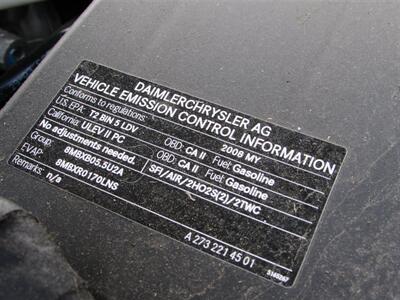 DAIMLERCHRYSLER AG
VEHICLE EMISSION CONTROL INFORMATION
Conforms to regulations: 2008 MY
U.S. EPA: T2 BIN 5 LDV OBD: CA II Fuel: Gasoline
California: ULEV II PC OBD: CA II Fuel: Gasoline
No adjustments needed. SFI/AIR/2HO2S(2)/2TWC
Group: 8MBXB05.5U2A
EVAP: 8MBXR0170LNS
Remarks: n/a
A 273 221 45 01